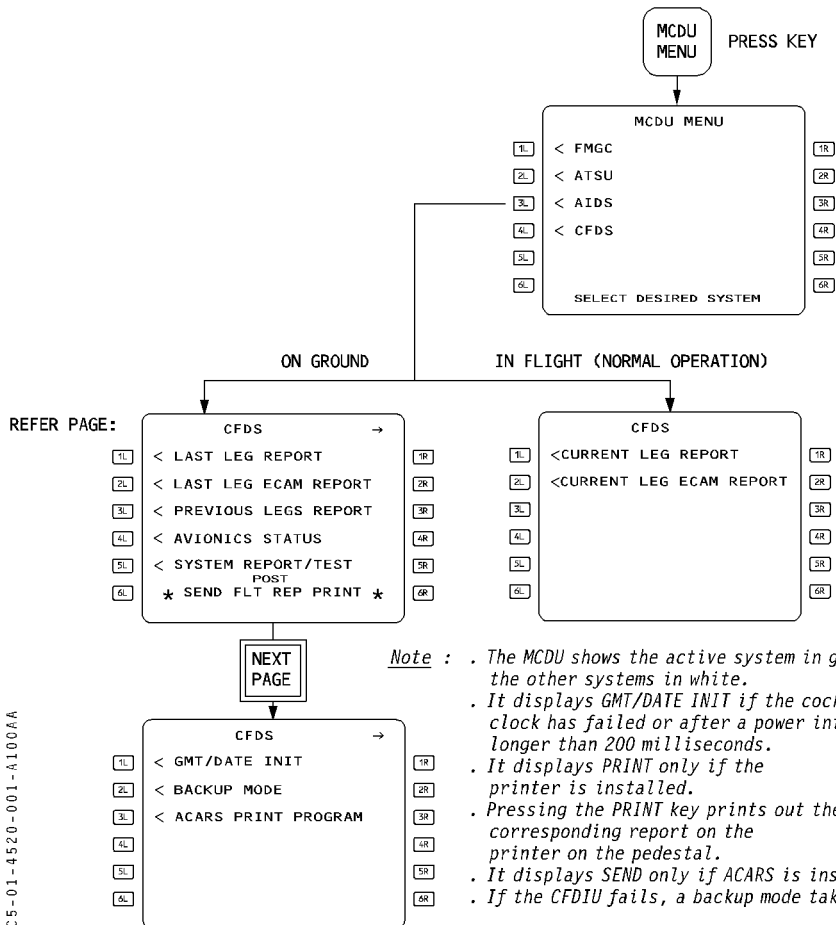 MCDU
MENU
PRESS KEY
MCDU MENU
1L < FMGC 1R
2L < ATSU 2R
3L < AIDS 3R
4L < CFDS 4R
5L 5R
6L 6R
SELECT DESIRED SYSTEM
ON GROUND
IN FLIGHT (NORMAL OPERATION)
REFER PAGE:
CFDS →
1L < LAST LEG REPORT 1R
2L < LAST LEG ECAM REPORT 2R
3L < PREVIOUS LEGS REPORT 3R
4L < AVIONICS STATUS 4R
5L < SYSTEM REPORT/TEST 5R
POST
6L * SEND FLT REP PRINT * 6R
CFDS
1L <CURRENT LEG REPORT 1R
2L <CURRENT LEG ECAM REPORT 2R
3L 3R
4L 4R
5L 5R
6L 6R
NEXT
PAGE
CFDS →
1L < GMT/DATE INIT 1R
2L < BACKUP MODE 2R
3L < ACARS PRINT PROGRAM 3R
4L 4R
5L 5R
6L 6R
Note : . The MCDU shows the active system in
the other systems in white.
. It displays GMT/DATE INIT if the
clock has failed or after a power
longer than 200 milliseconds.
. It displays PRINT only if the
printer is installed.
. Pressing the PRINT key prints out the
corresponding report on the
printer on the pedestal.
. It displays SEND only if ACARS is
. If the CFDIU fails, a backup mode
C5-01-4520-001-A100AA